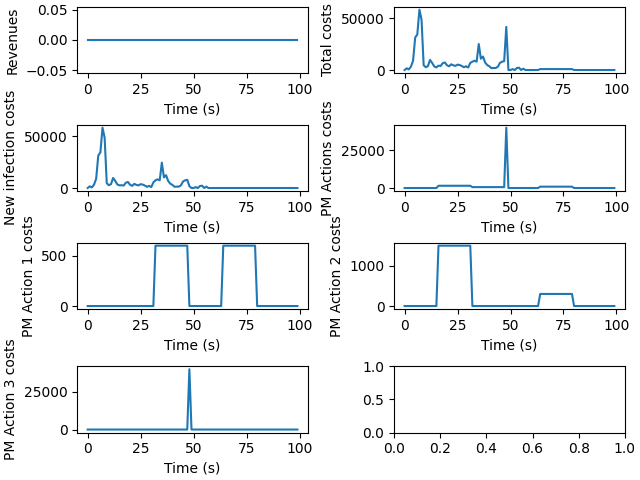 Revenues
0.05
0.00
−0.05
0 25 50 75 100
Time (s)
Total costs
50000
0
0 25 50 75 100
Time (s)
New infection costs
50000
0
0 25 50 75 100
Time (s)
PM Actions costs
25000
0
0 25 50 75 100
Time (s)
PM Action 1 costs
500
0
0 25 50 75 100
Time (s)
PM Action 2 costs
1000
0
0 25 50 75 100
Time (s)
PM Action 3 costs
25000
0
0 25 50 75 100
Time (s)
1.0
0.5
0.0
0.0 0.2 0.4 0.6 0.8 1.0